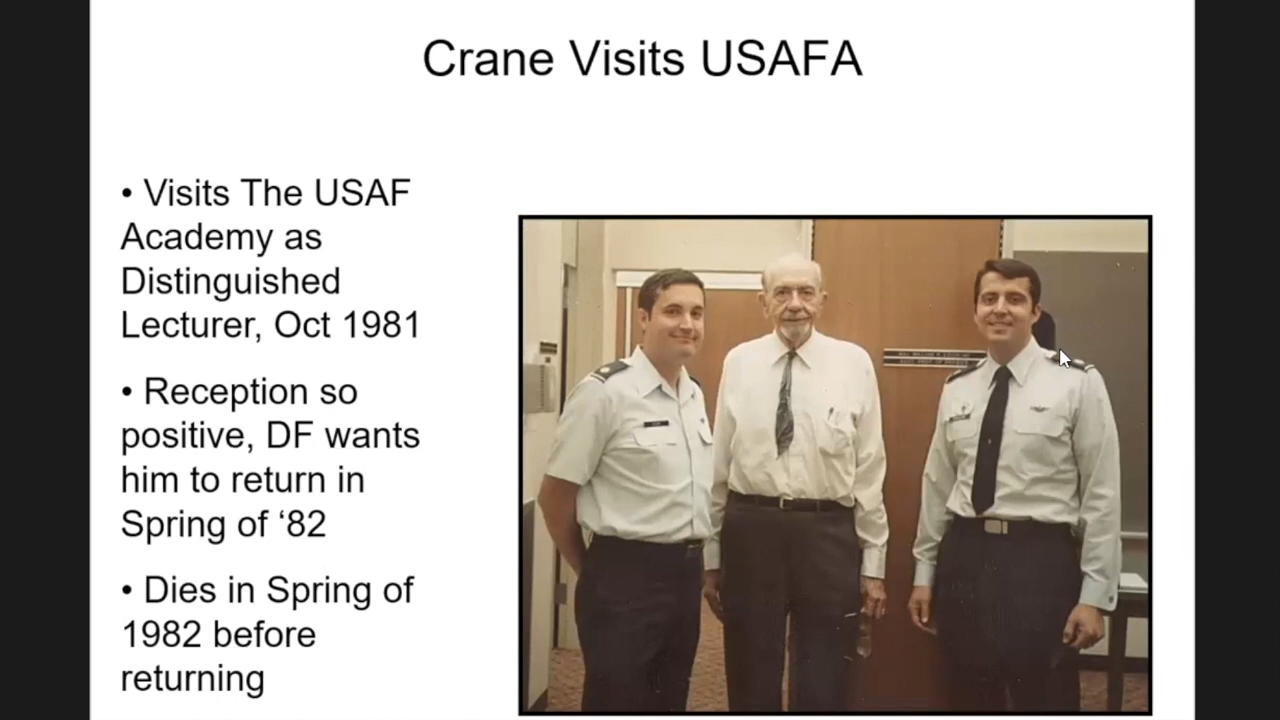 Crane Visits USAFA
• Visits The USAF
Academy as
Distinguished
Lecturer, Oct 1981
• Reception so
positive, DF wants
him to return in
Spring of ‘82
• Dies in Spring of
1982 before
returning